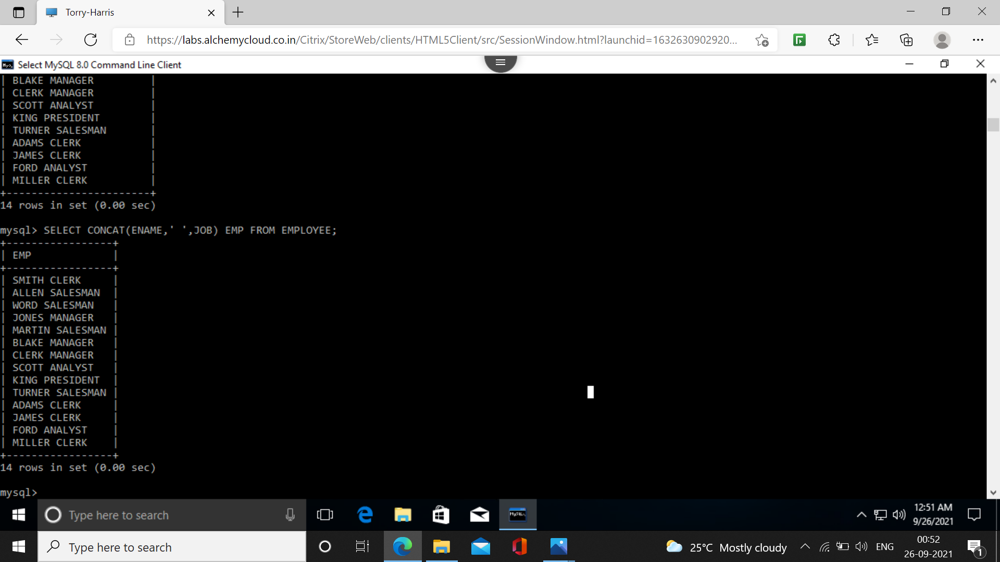 Torry-Harris
https://labs.alchemycloud.co.in/Citrix/StoreWeb/clients/HTML5Client/src/SessionWindow.html?launchid=1632630902920...
Select MySQL 8.0 Command Line Client
| BLAKE MANAGER |
| CLERK MANAGER |
| SCOTT ANALYST |
| KING PRESIDENT |
| TURNER SALESMAN |
| ADAMS CLERK |
| JAMES CLERK |
| FORD ANALYST |
| MILLER CLERK |
+-----------------------+
14 rows in set (0.00 sec)
mysql> SELECT CONCAT(ENAME,' ',JOB) EMP FROM EMPLOYEE;
+-----------------+
| EMP |
+-----------------+
| SMITH CLERK |
| ALLEN SALESMAN |
| WORD SALESMAN |
| JONES MANAGER |
| MARTIN SALESMAN |
| BLAKE MANAGER |
| CLERK MANAGER |
| SCOTT ANALYST |
| KING PRESIDENT |
| TURNER SALESMAN |
| ADAMS CLERK |
| JAMES CLERK |
| FORD ANALYST |
| MILLER CLERK |
+-----------------+
14 rows in set (0.00 sec)
mysql>
Type here to search
12:51 AM
9/26/2021
Type here to search
25°C Mostly cloudy
ENG
00:52
26-09-2021
1